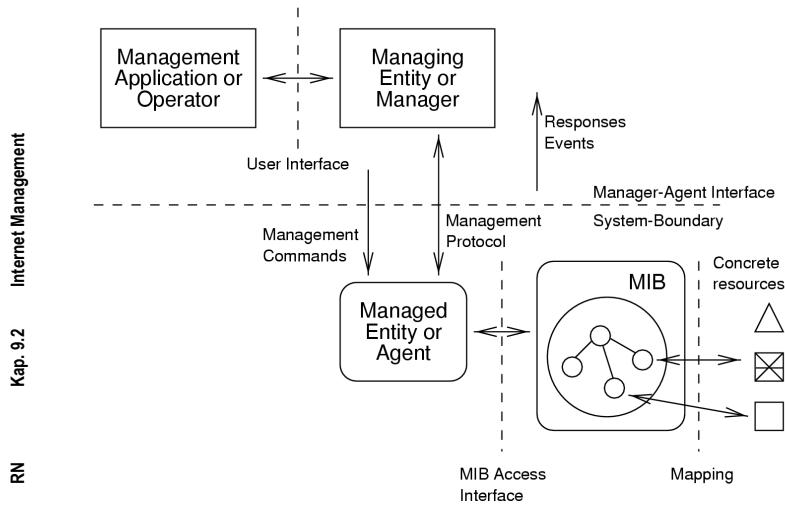 Management
Application or
Operator
Managing
Entity or
Manager
Responses
Events
User Interface
Manager-Agent Interface
System-Boundary
Management
Commands
Management
Protocol
Concrete
resources
MIB
Managed
Entity or
Agent
MIB Access
Interface
Mapping
Internet Management
Kap. 9.2
RN